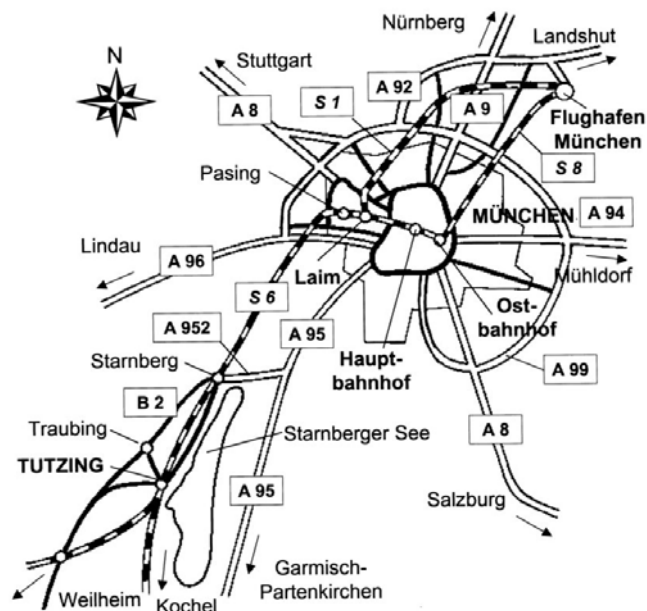 Nürnberg
Landshut
N
Stuttgart
A 92
A 8
S 1
A 9
Flughafen
München
S 8
Pasing
MÜNCHEN
A 94
Lindau
A 96
Laim
Mühldorf
S 6
Ost-
bahnhof
A 952
A 95
Haupt-
bahnhof
A 99
Starnberg
B 2
Traubing
Starnberger See
A 8
TUTZING
A 95
Salzburg
Garmisch-
Partenkirchen
Weilheim
Kochel